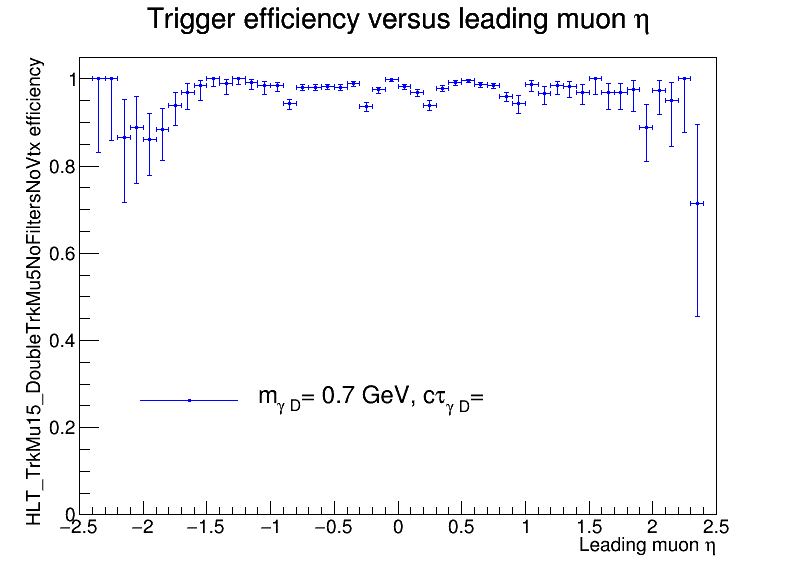 Trigger efficiency versus leading muon η
HLT_TrkMu15_DoubleTrkMu5NoFiltersNoVtx efficiency
1
0.8
0.6
0.4
0.2
0
m_γ D= 0.7 GeV, cτ_γ D=
−2.5 −2 −1.5 −1 −0.5 0 0.5 1 1.5 2 2.5
Leading muon η